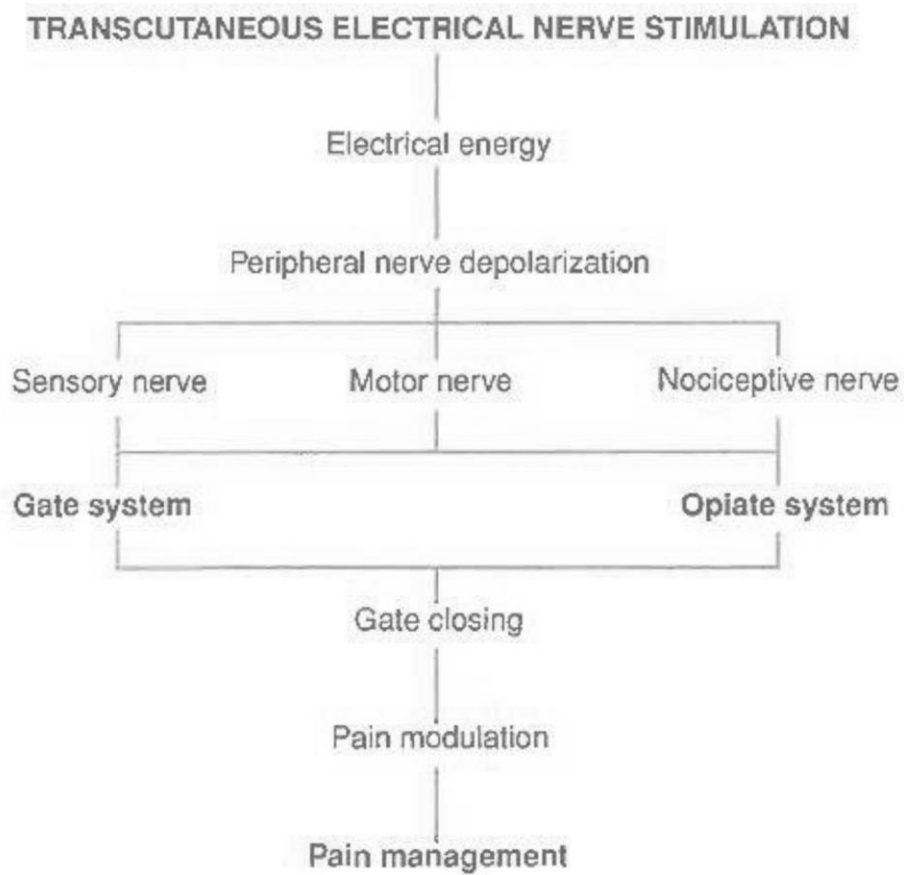 TRANSCUTANEOUS ELECTRICAL NERVE STIMULATION
Electrical energy
Peripheral nerve depolarization
Sensory nerve Motor nerve Nociceptive nerve
Gate system Opiate system
Gate closing
Pain modulation
Pain management